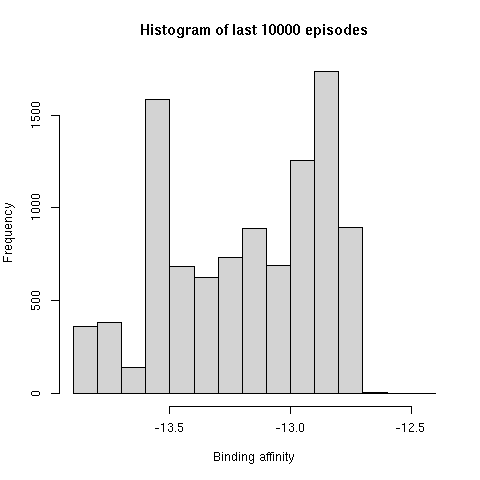 Histogram of last 10000 episodes
1500
1000
500
0
Frequency
-13.5 -13.0 -12.5
Binding affinity